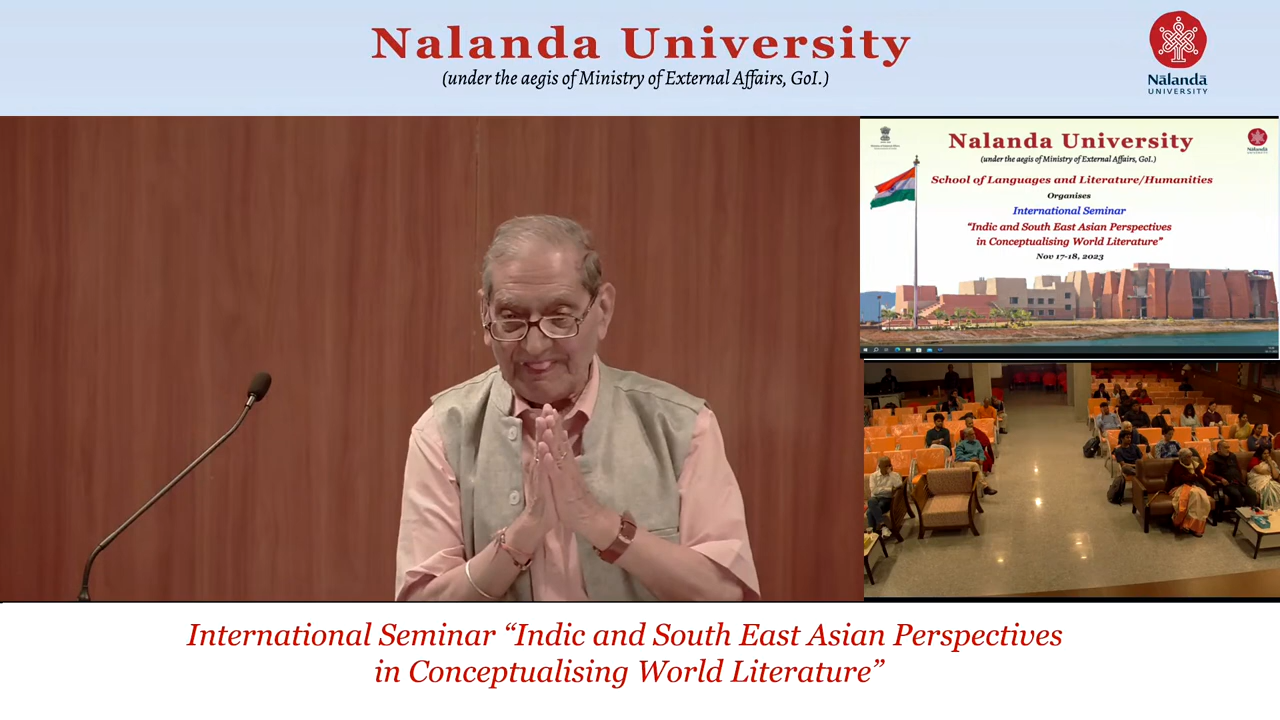 Nalanda University
(under the aegis of Ministry of External Affairs, GoI.)
Nālandā
UNIVERSITY
Nalanda University
(under the aegis of Ministry of External Affairs, GoI.)
Nālandā
School of Languages and Literature/Humanities
Organises
International Seminar
“Indic and South East Asian Perspectives
in Conceptualising World Literature”
Nov 17-18, 2023
International Seminar “Indic and South East Asian Perspectives
in Conceptualising World Literature”